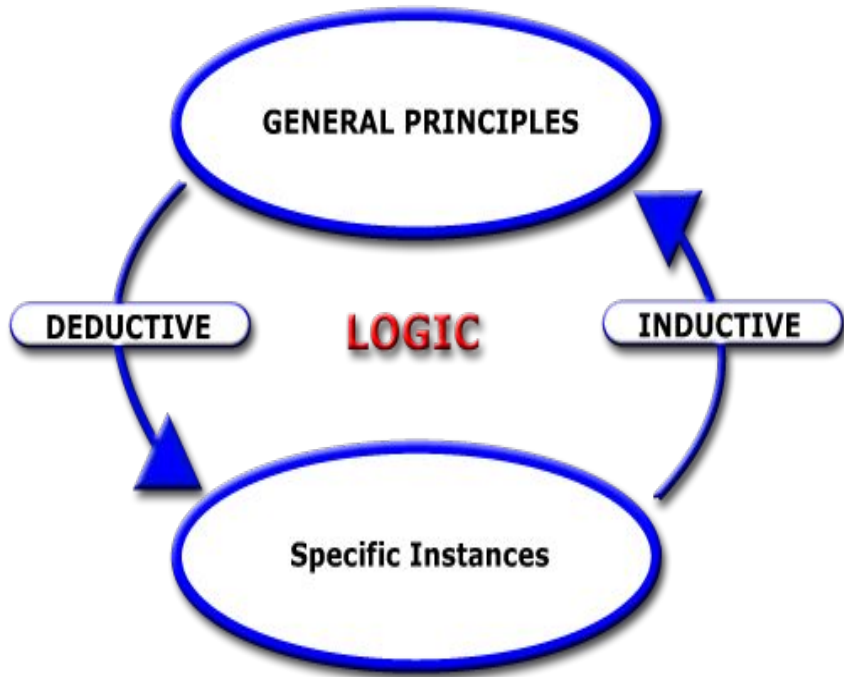 GENERAL PRINCIPLES
DEDUCTIVE
LOGIC
INDUCTIVE
Specific Instances